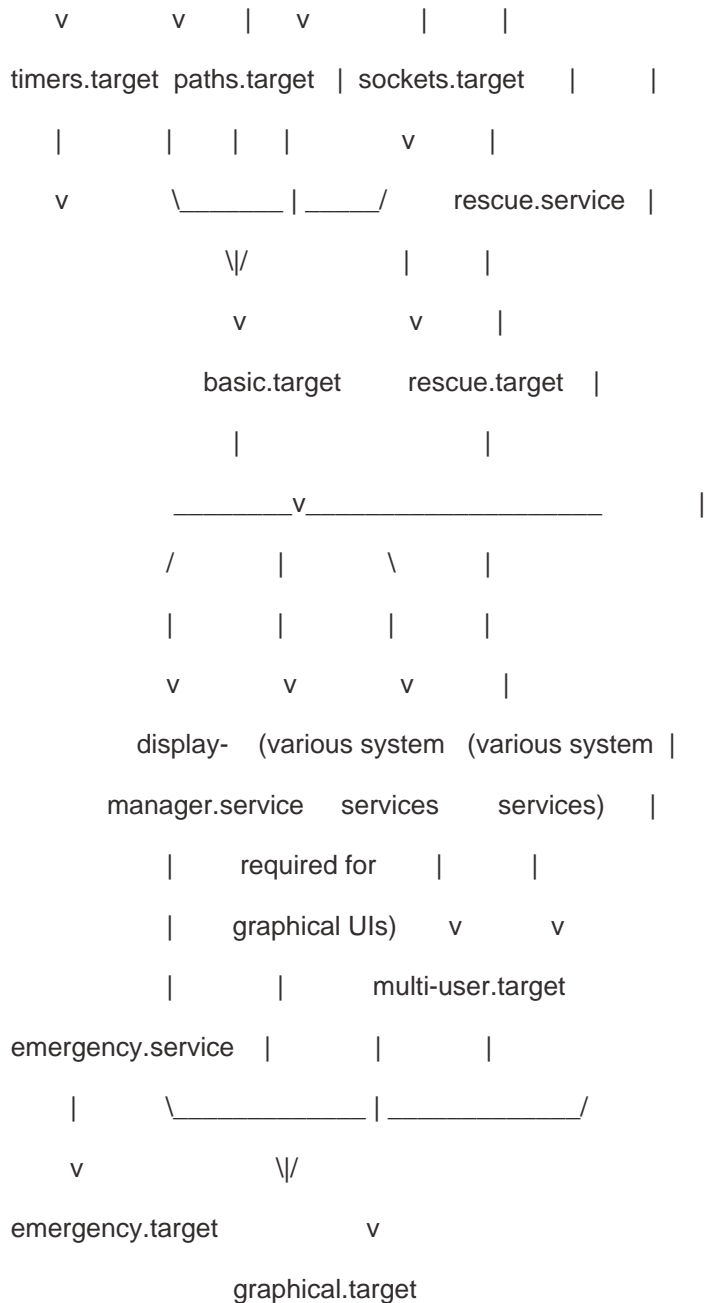 v v | v | |
timers.target paths.target | sockets.target | |
| | | | v |
v \_______ | _____/ rescue.service |
\|/ | |
v v |
basic.target rescue.target |
| |
________v____________________ |
/ | \ |
| | | |
v v v |
display- (various system (various system |
manager.service services services) |
| required for | |
| graphical UIs) v v
| | multi-user.target
emergency.service | | |
| \_____________ | _____________/
v \|/
emergency.target v
graphical.target